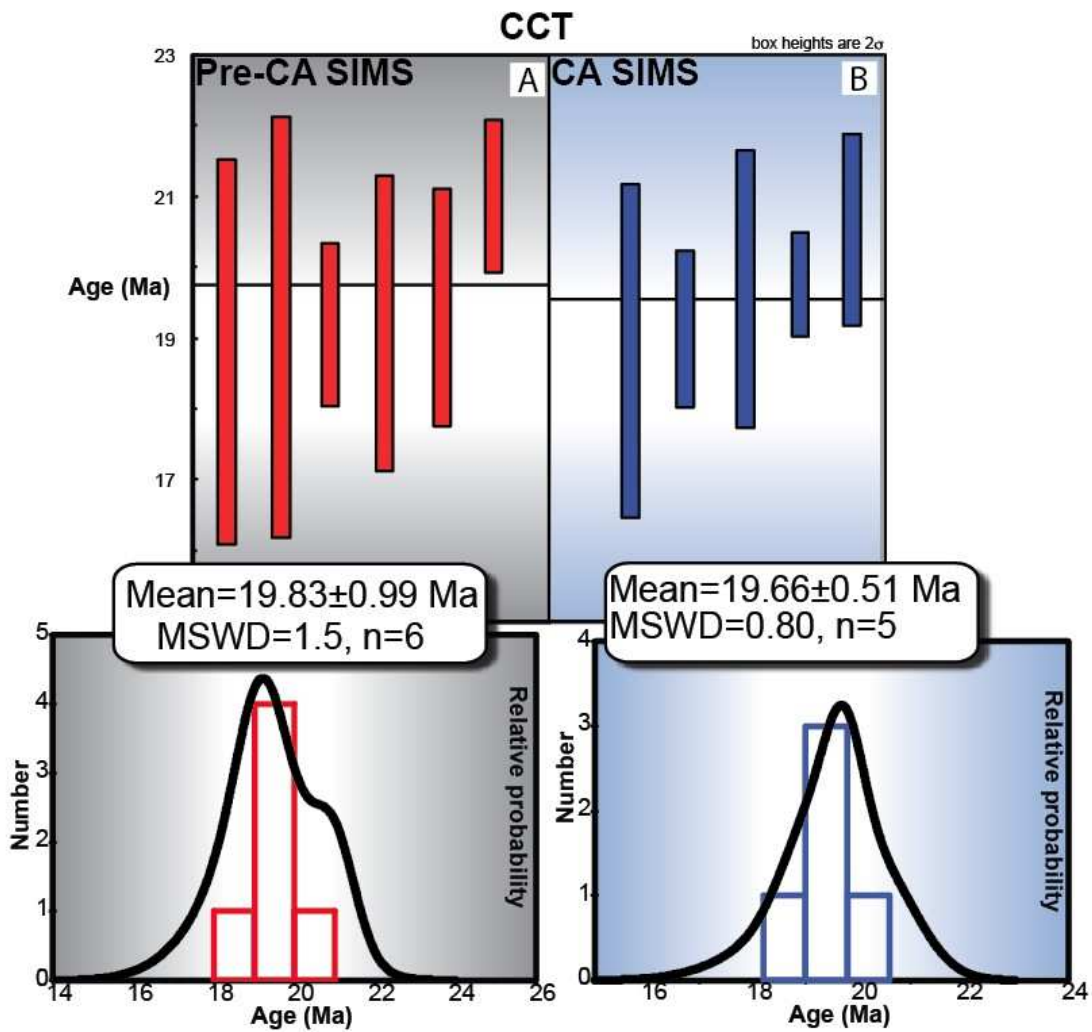 CCT
box heights are 2σ
Pre-CA SIMS A
CA SIMS B
23
21
Age (Ma)
19
17
Mean=19.83±0.99 Ma
MSWD=1.5, n=6
Mean=19.66±0.51 Ma
MSWD=0.80, n=5
5
4
3
2
1
0
Number
Relative probability
14 16 18 20 22 24 26
Age (Ma)
4
3
2
1
0
Number
Relative probability
16 18 20 22 24
Age (Ma)